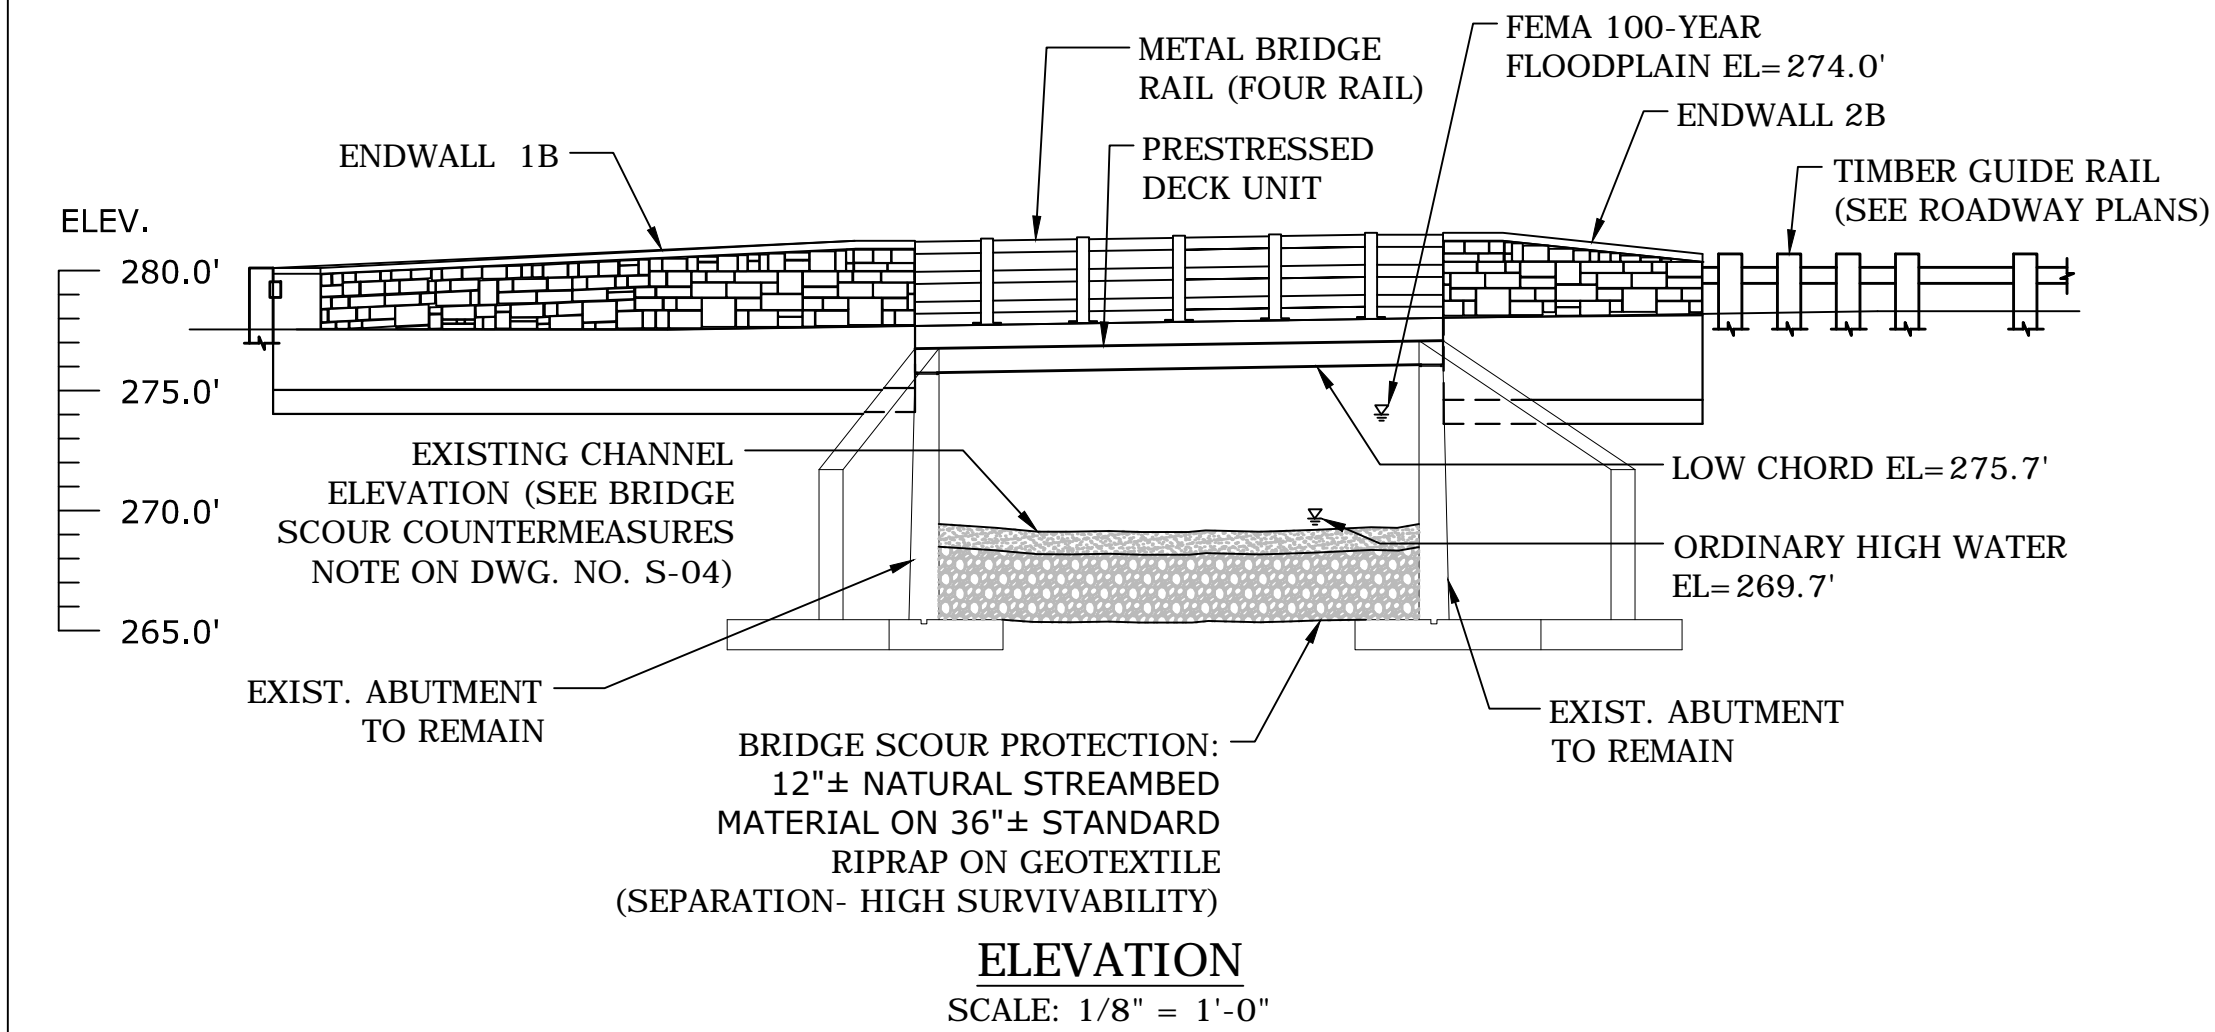 FEMA 100-YEAR
FLOODPLAIN EL=274.0'
METAL BRIDGE
RAIL (FOUR RAIL)
ENDWALL 2B
ENDWALL 1B
PRESTRESSED
DECK UNIT
TIMBER GUIDE RAIL
(SEE ROADWAY PLANS)
ELEV.
280.0'
275.0'
270.0'
265.0'
EXISTING CHANNEL
ELEVATION (SEE BRIDGE
SCOUR COUNTERMEASURES
NOTE ON DWG. NO. S-04)
LOW CHORD EL=275.7'
ORDINARY HIGH WATER
EL=269.7'
EXIST. ABUTMENT
TO REMAIN
EXIST. ABUTMENT
TO REMAIN
BRIDGE SCOUR PROTECTION:
12"± NATURAL STREAMBED
MATERIAL ON 36"± STANDARD
RIPRAP ON GEOTEXTILE
(SEPARATION- HIGH SURVIVABILITY)
ELEVATION
SCALE: 1/8" = 1'-0"